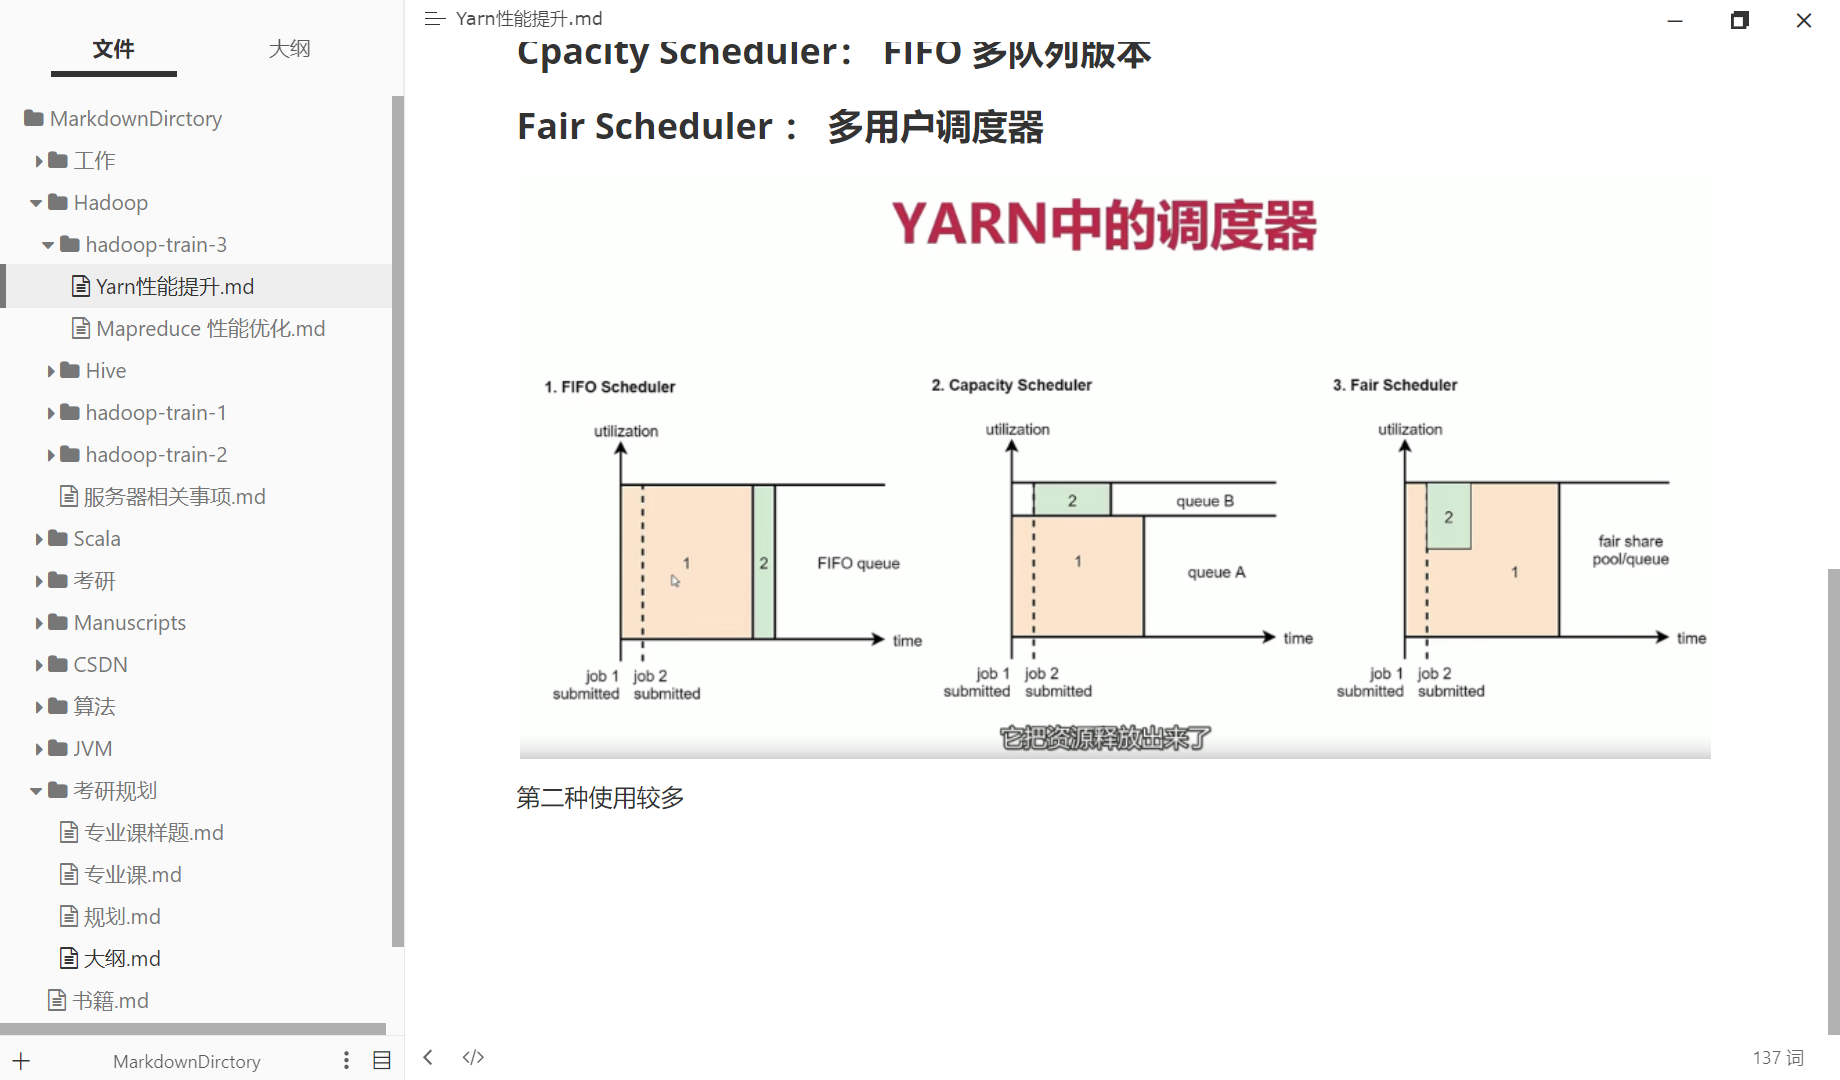 文件
大纲
MarkdownDirctory
工作
Hadoop
hadoop-train-3
Yarn性能提升.md
Mapreduce 性能优化.md
Hive
hadoop-train-1
hadoop-train-2
服务器相关事项.md
Scala
考研
Manuscripts
CSDN
算法
JVM
考研规划
专业课样题.md
专业课.md
规划.md
大纲.md
书籍.md
MarkdownDirctory
Yarn性能提升.md
Cpacity Scheduler： FIFO 多队列版本
Fair Scheduler ： 多用户调度器
YARN中的调度器
1. FIFO Scheduler
utilization
1
2
FIFO queue
time
job 1 submitted
job 2 submitted
2. Capacity Scheduler
utilization
2
queue B
1
queue A
time
job 1 submitted
job 2 submitted
3. Fair Scheduler
utilization
2
1
fair share
pool/queue
time
job 1 submitted
job 2 submitted
它把资源释放出来了
第二种使用较多
</>
137 词